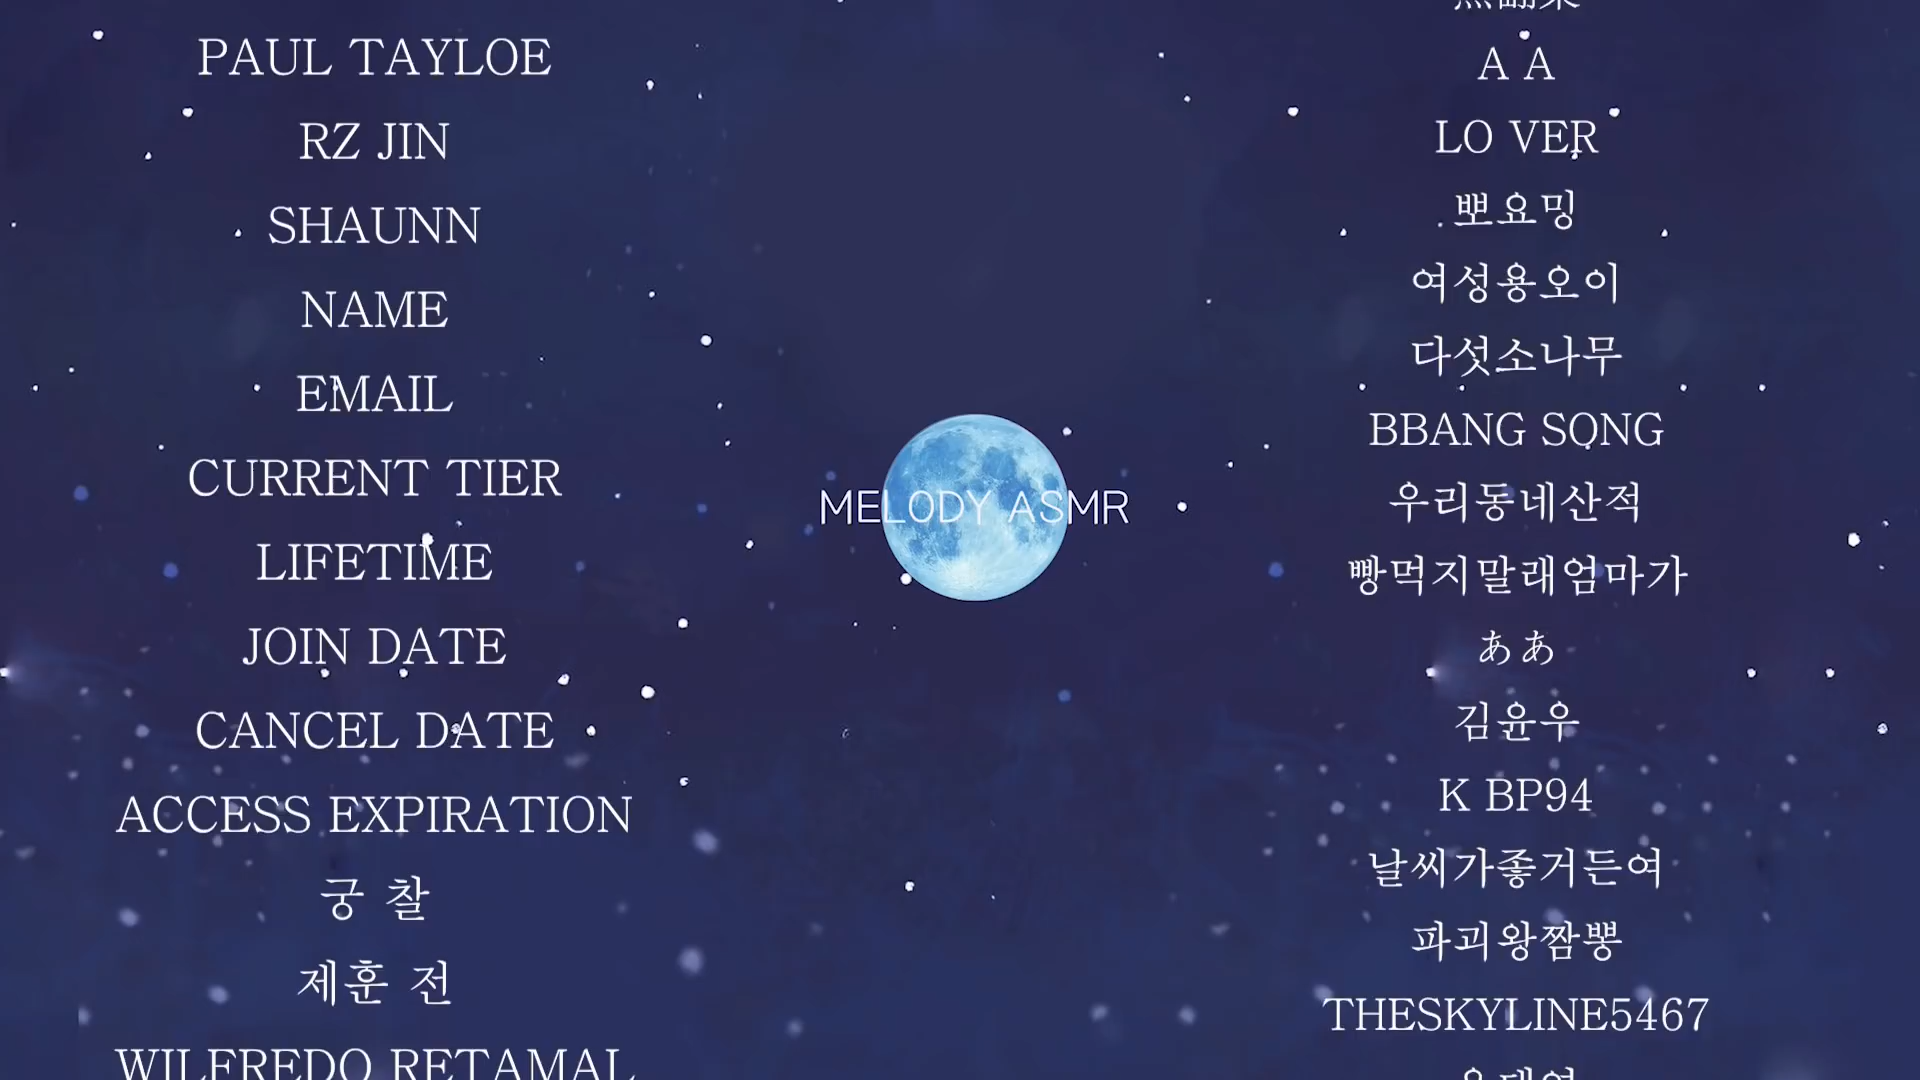 PAUL TAYLOE
RZ JIN
SHAUNN
NAME
EMAIL
CURRENT TIER
LIFETIME
JOIN DATE
CANCEL DATE
ACCESS EXPIRATION
궁 찰
제훈 전
WILFREDO RETAMAL
MELODY ASMR
A A
LO VER
뽀요밍
여성용오이
다섯소나무
BBANG SONG
우리동네산적
빵먹지말래엄마가
ああ
김윤우
K BP94
날씨가좋거든여
파괴왕짬뽕
THESKYLINE5467